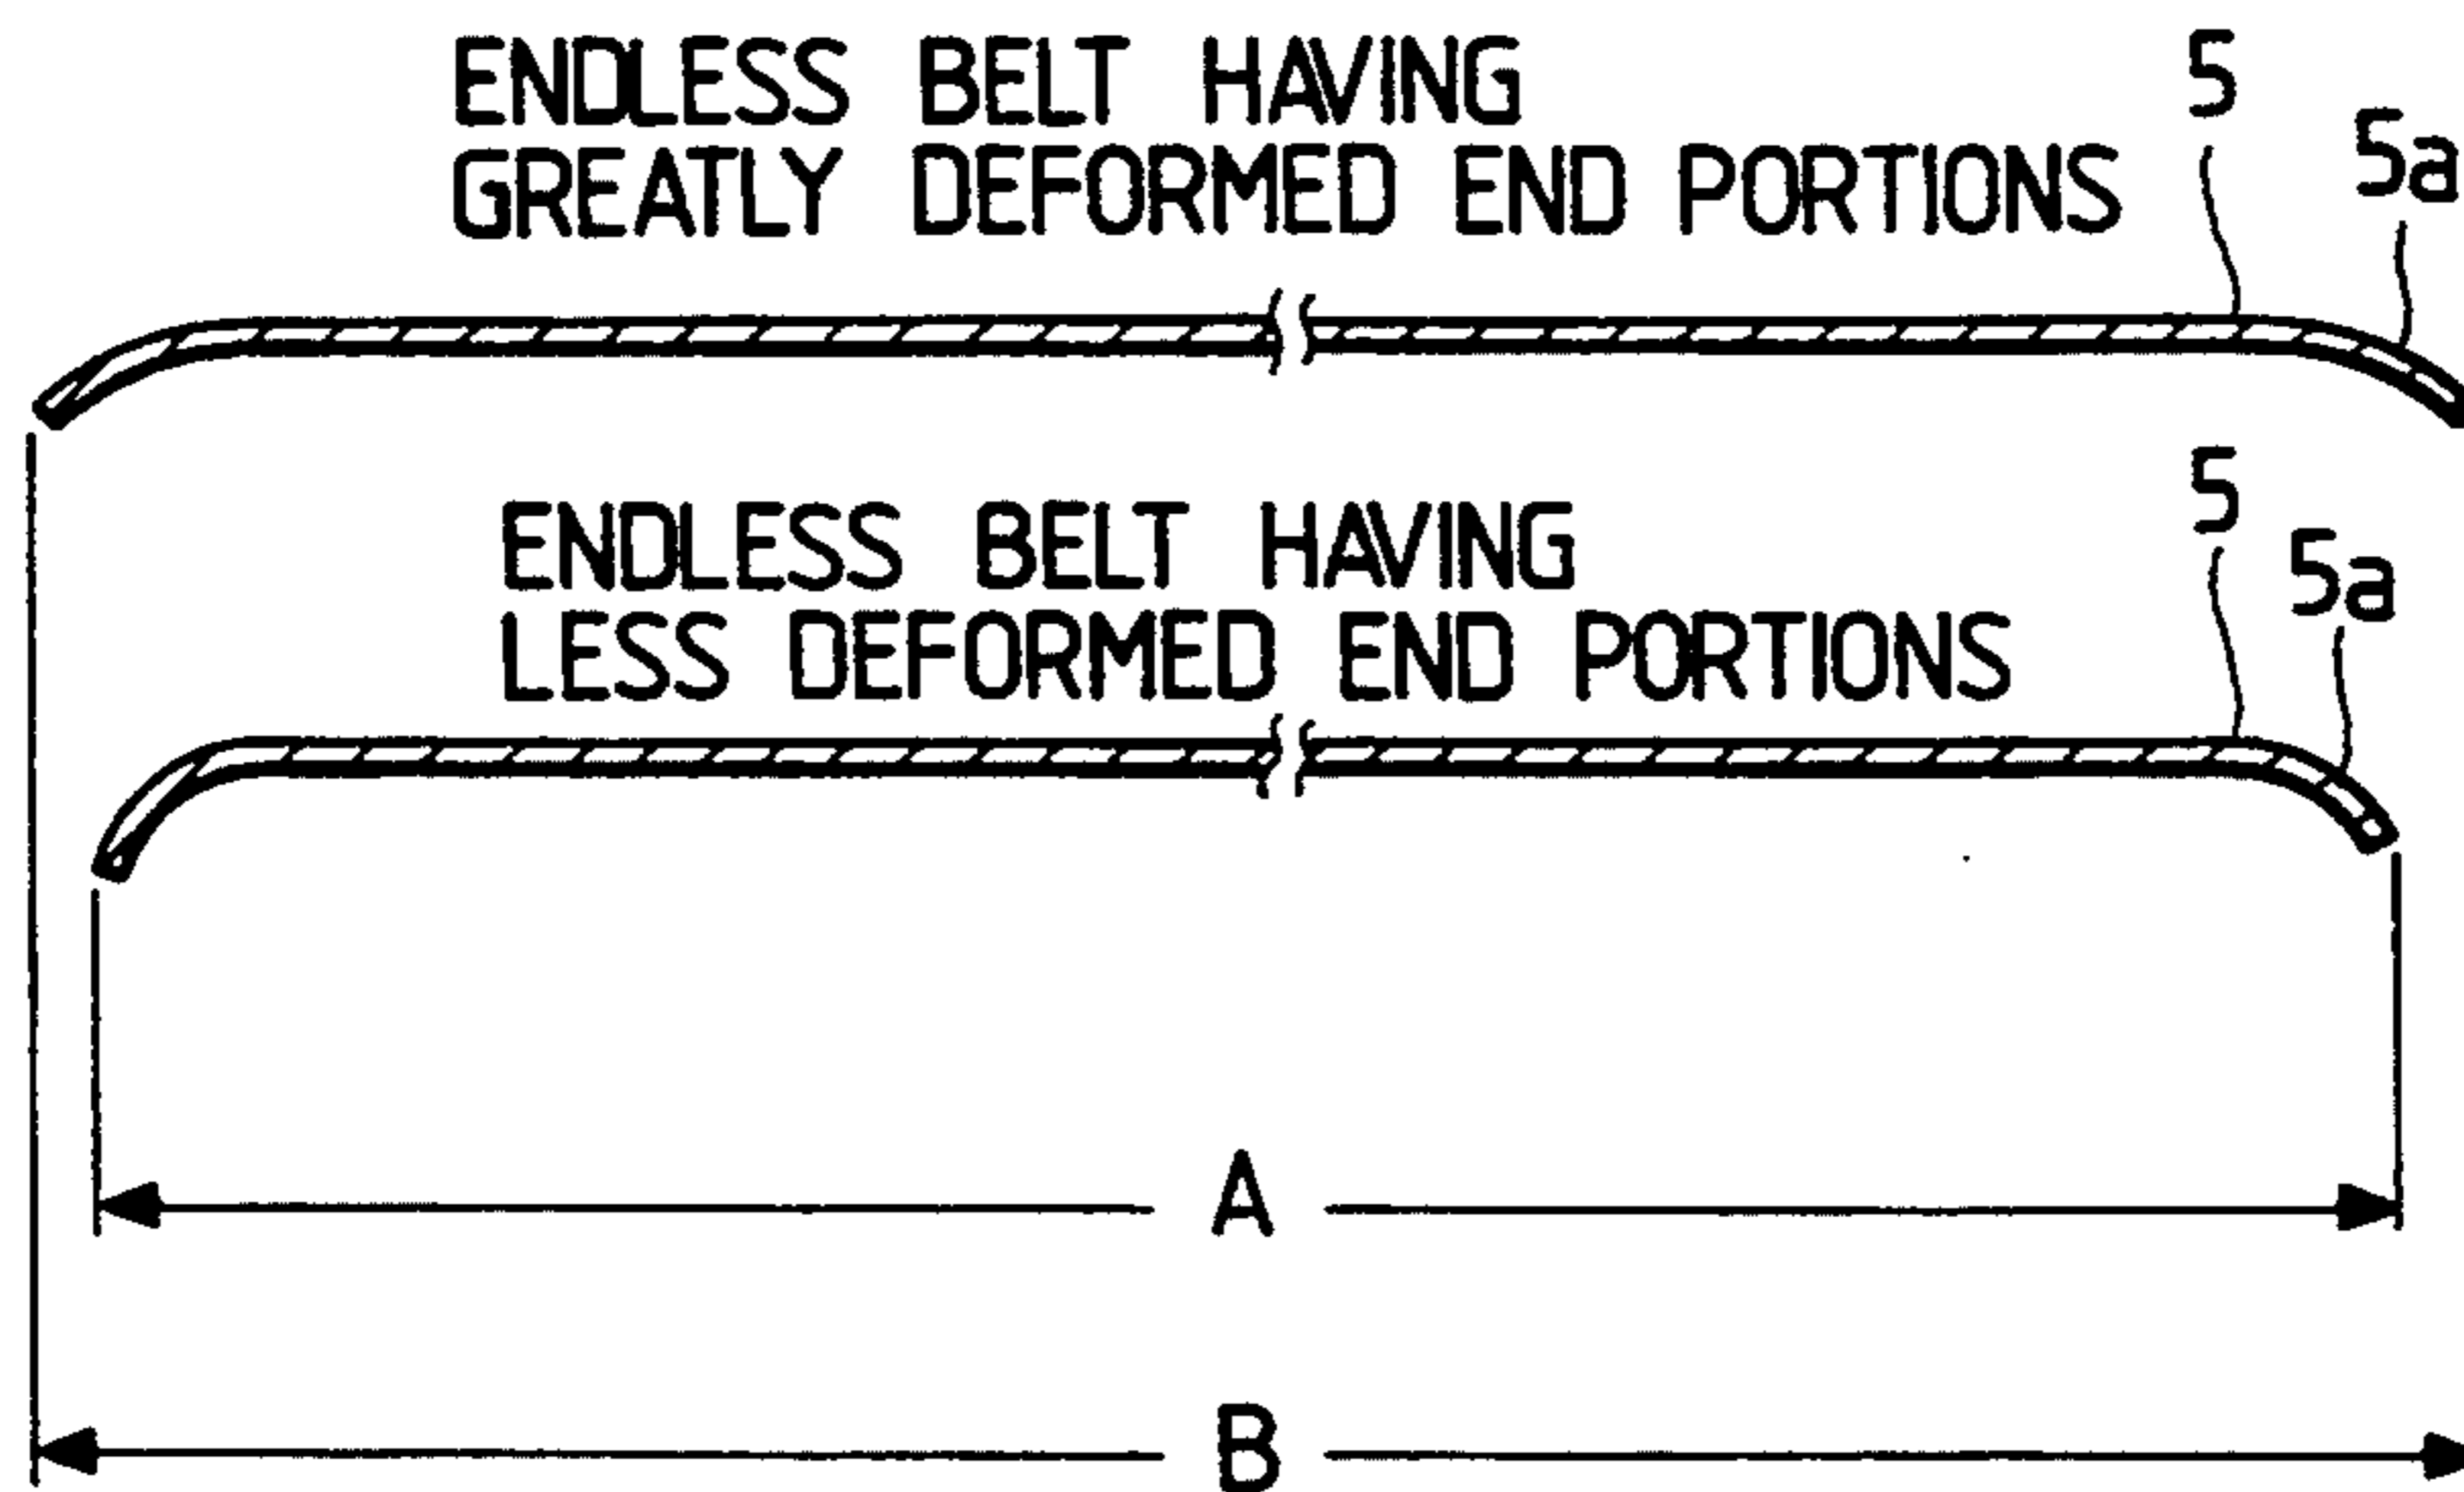 ENDLESS BELT HAVING
GREATLY DEFORMED END PORTIONS
5
5a
ENDLESS BELT HAVING
LESS DEFORMED END PORTIONS
5
5a
A
B